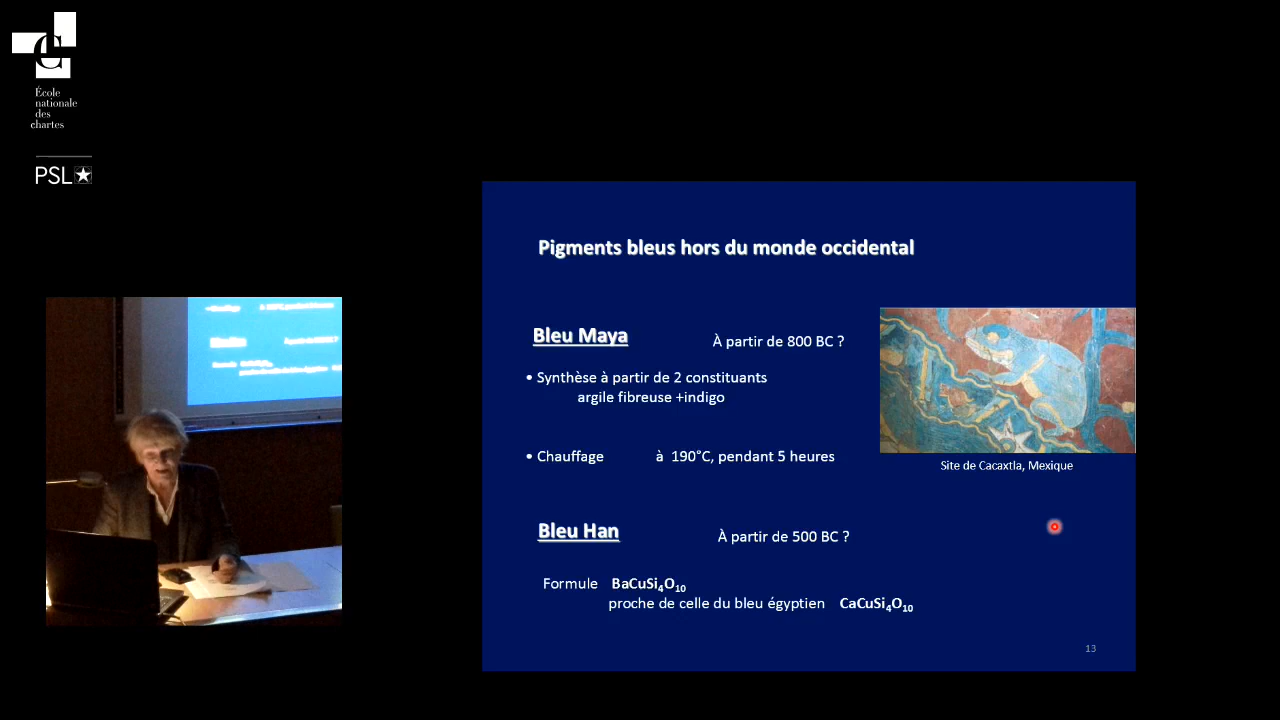 École
nationale
des
chartes
PSL
Pigments bleus hors du monde occidental
Bleu Maya
À partir de 800 BC ?
• Synthèse à partir de 2 constituants
argile fibreuse +indigo
• Chauffage à 190°C, pendant 5 heures
Site de Cacaxtla, Mexique
Bleu Han
À partir de 500 BC ?
Formule BaCuSi₄O₁₀
proche de celle du bleu égyptien CaCuSi₄O₁₀
13